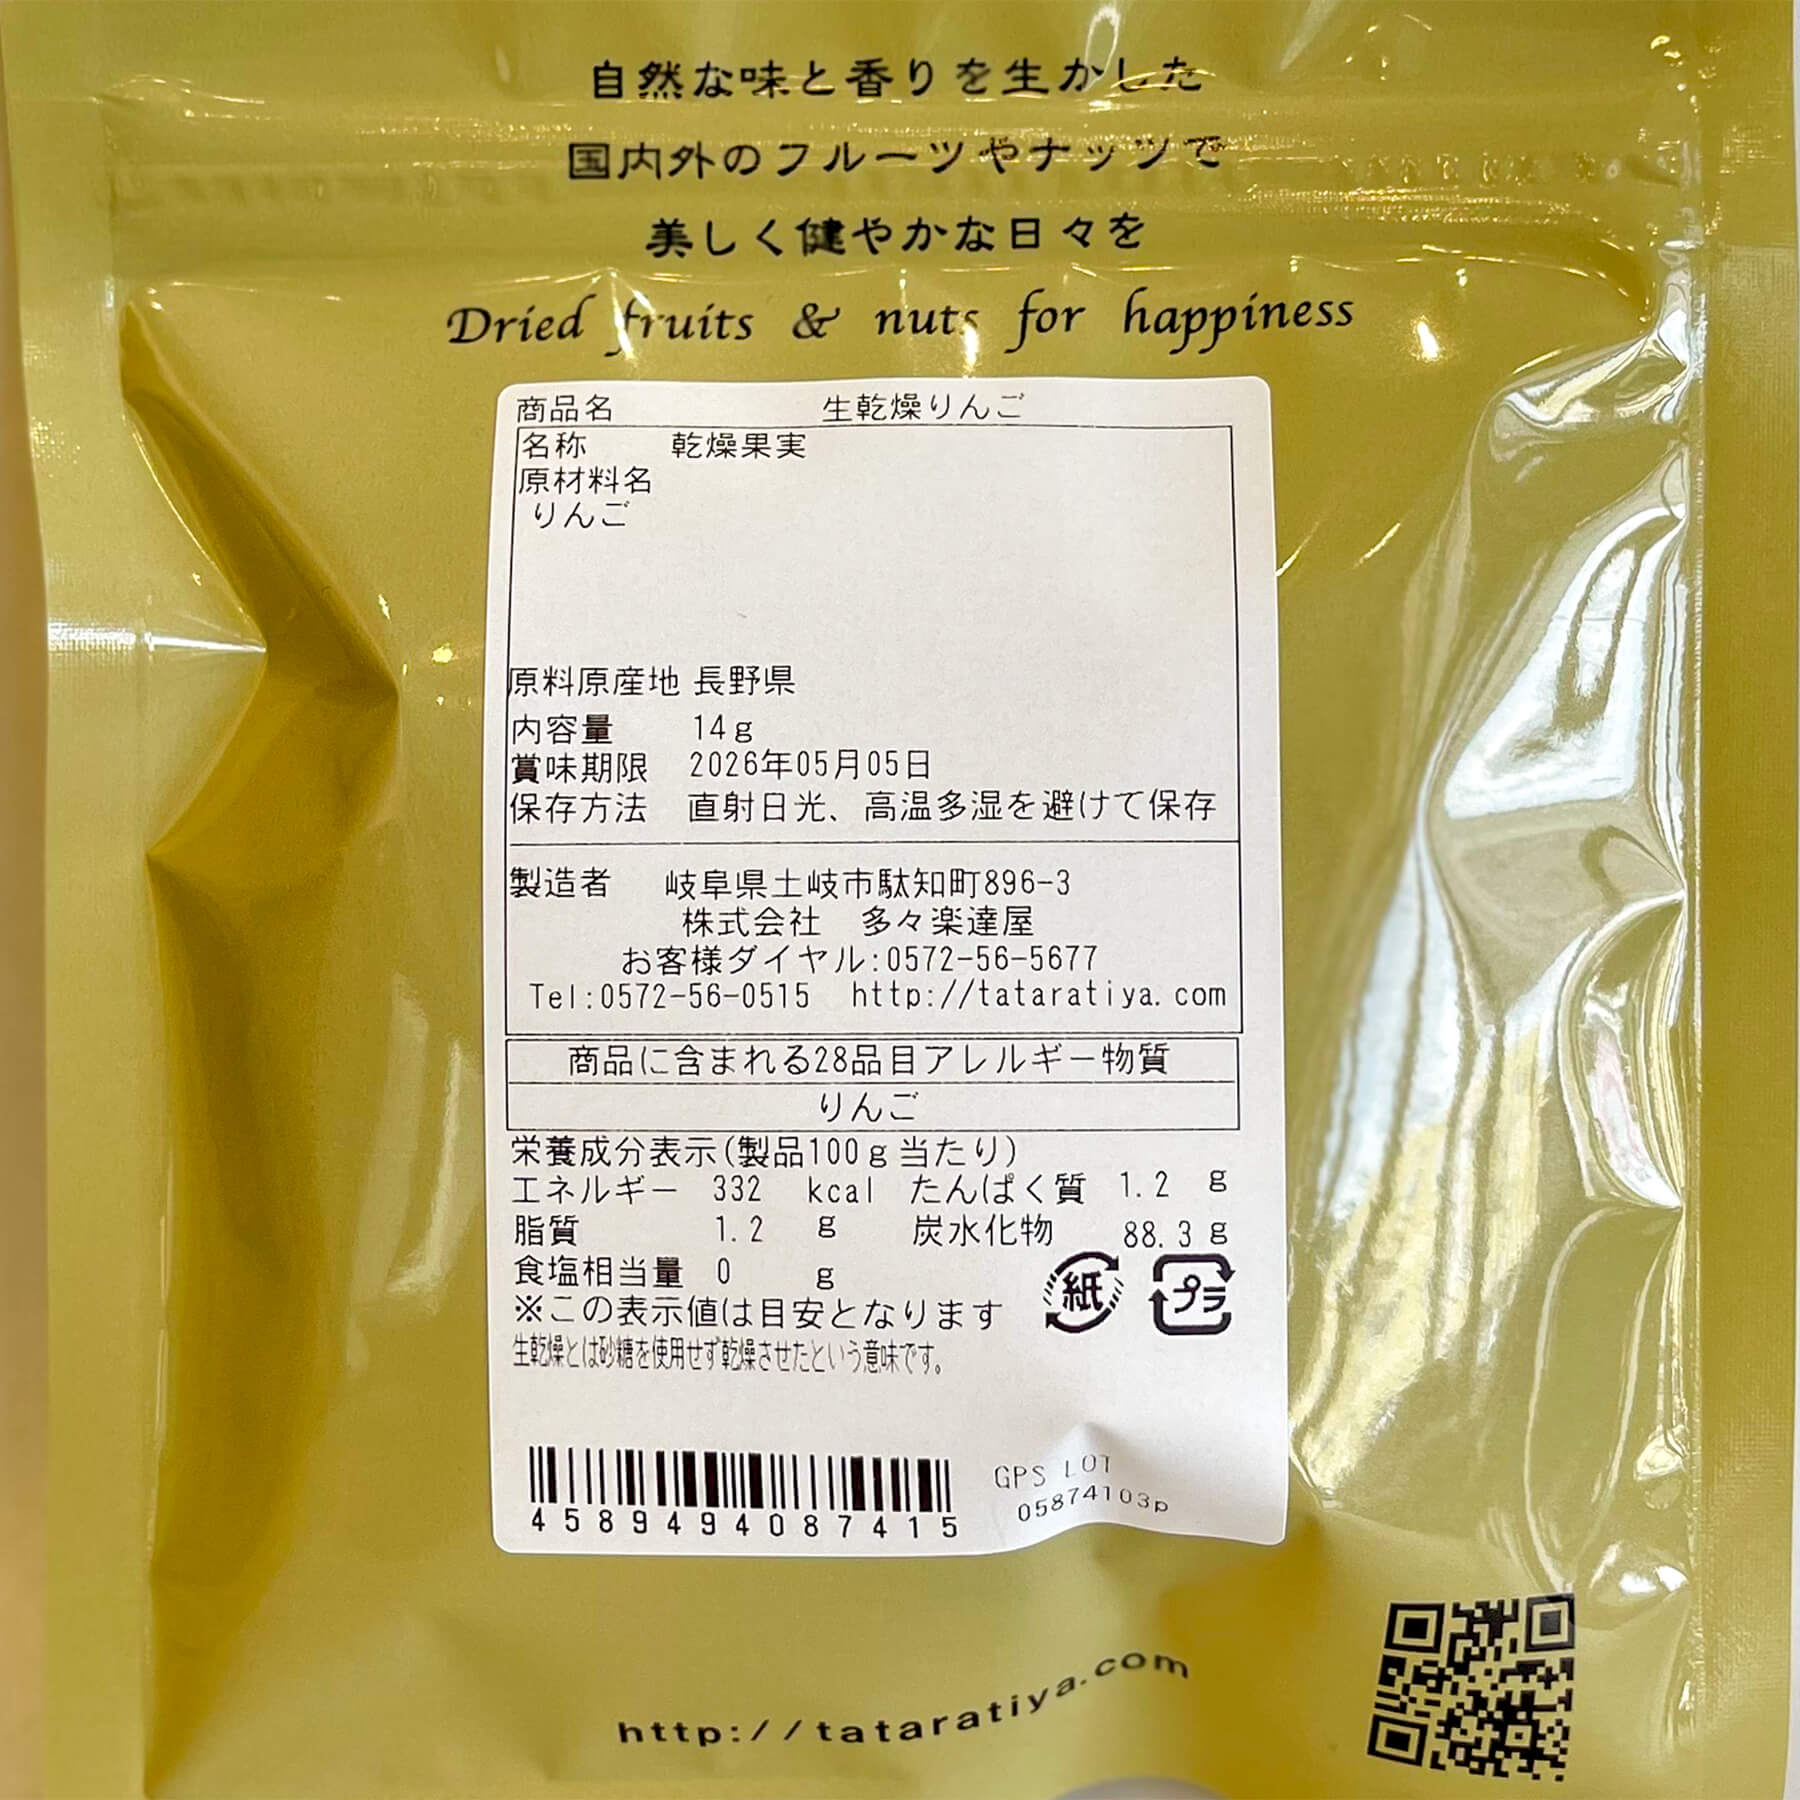 自然な味と香りを生かした
国内外のフルーツやナッツで
美しく健やかな日々を
Dried fruits & nuts for happiness
商品名 生乾燥りんご
名称 乾燥果実
原材料名
りんご
原料原産地 長野県
内容量 14g
賞味期限 2026年05月05日
保存方法 直射日光、高温多湿を避けて保存
製造者 岐阜県土岐市駄知町896-3
株式会社 多々楽達屋
お客様ダイヤル:0572-56-5677
Tel:0572-56-0515 http://tataratiya.com
商品に含まれる28品目アレルギー物質
りんご
栄養成分表示(製品100g当たり)
エネルギー 332 kcal たんぱく質 1.2 g
脂質 1.2 g 炭水化物 88.3g
食塩相当量 0 g
※この表示値は目安となります
紙 プラ
生乾燥とは砂糖を使用せず乾燥させたという意味です。
4589494087415
GPS LOT
05874103p
http://tataratiya.com